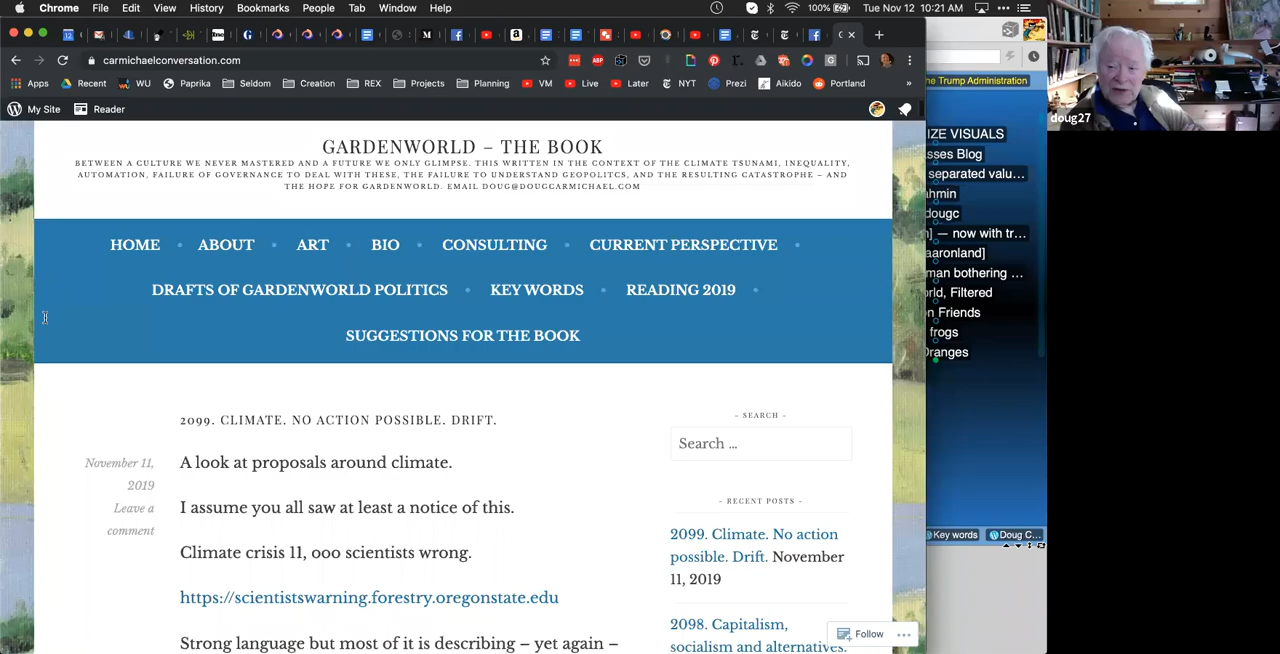 Chrome File Edit View History Bookmarks People Tab Window Help 100% Tue Nov 12 10:21 AM
carmichaelconversation.com
Apps Recent WU Paprika Seldom Creation REX Projects Planning VM Live Later NYT Prezi Aikido Portland »
My Site Reader
GARDENWORLD – THE BOOK
BETWEEN A CULTURE WE NEVER MASTERED AND A FUTURE WE ONLY GLIMPSE. THIS WRITTEN IN THE CONTEXT OF THE CLIMATE TSUNAMI, INEQUALITY,
AUTOMATION, FAILURE OF GOVERNANCE TO DEAL WITH THESE, THE FAILURE TO UNDERSTAND GEOPOLITCS, AND THE RESULTING CATASTROPHE – AND
THE HOPE FOR GARDENWORLD. EMAIL DOUG@DOUGCARMICHAEL.COM
HOME • ABOUT • ART • BIO • CONSULTING • CURRENT PERSPECTIVE •
DRAFTS OF GARDENWORLD POLITICS • KEY WORDS • READING 2019 •
SUGGESTIONS FOR THE BOOK
2099. CLIMATE. NO ACTION POSSIBLE. DRIFT.
November 11,
2019
Leave a
comment
A look at proposals around climate.
I assume you all saw at least a notice of this.
Climate crisis 11, 000 scientists wrong.
https://scientistswarning.forestry.oregonstate.edu
Strong language but most of it is describing – yet again –
- SEARCH -
Search …
- RECENT POSTS -
2099. Climate. No action
possible. Drift. November
11, 2019
2098. Capitalism,
socialism and alternatives.
Follow
he Trump Administration
IZE VISUALS
asses Blog
separated valu…
ahmin
dougc
] — now with tr…
aaronland]
man bothering …
orld, Filtered
on Friends
frogs
Oranges
Key words Doug C…
doug27